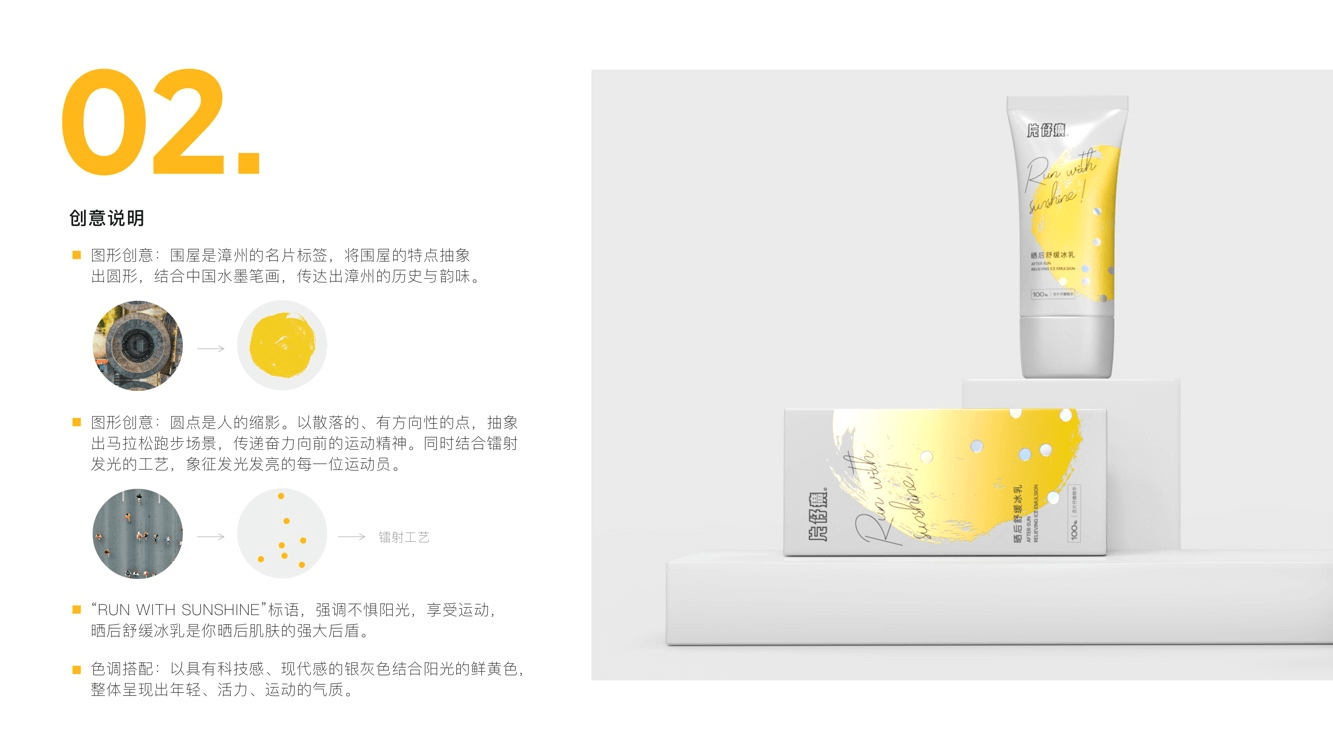 02.
创意说明
图形创意：围屋是漳州的名片标签，将围屋的特点抽象
出圆形，结合中国水墨笔画，传达出漳州的历史与韵味。
图形创意：圆点是人的缩影。以散落的、有方向性的点，抽象
出马拉松跑步场景，传递奋力向前的运动精神。同时结合镭射
发光的工艺，象征发光发亮的每一位运动员。
镭射工艺
“RUN WITH SUNSHINE”标语，强调不惧阳光，享受运动，
晒后舒缓冰乳是你晒后肌肤的强大后盾。
色调搭配：以具有科技感、现代感的银灰色结合阳光的鲜黄色，
整体呈现出年轻、活力、运动的气质。
片仔癀
Run with
sunshine!
晒后舒缓冰乳
AFTER-SUN
RELIEVING ICE EMULSION
100%
片仔癀
Run with
sunshine!
晒后舒缓冰乳
AFTER-SUN
RELIEVING ICE EMULSION
100%